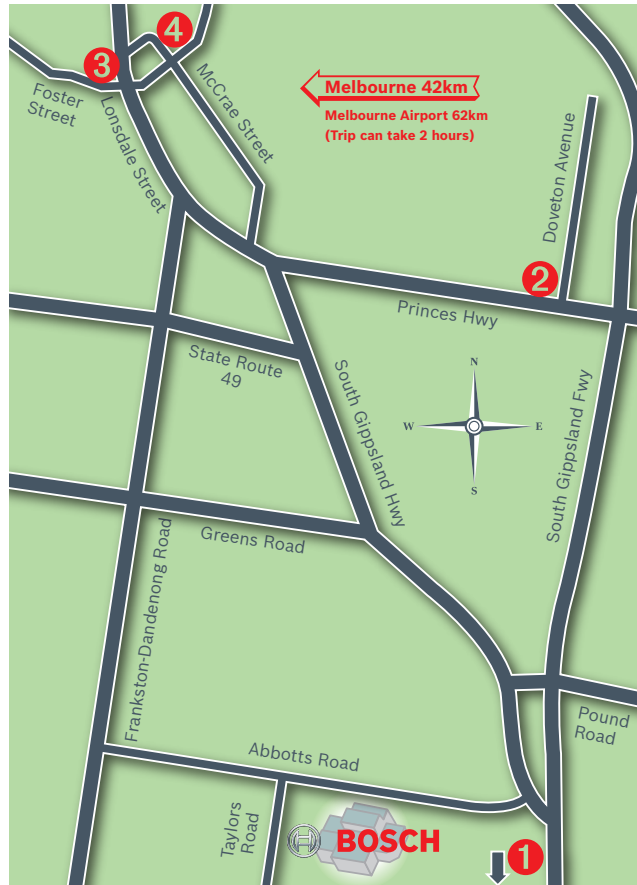 4
3
Foster
Street
Lonsdale Street
McCrae Street
Melbourne 42km
Melbourne Airport 62km
(Trip can take 2 hours)
Doveton Avenue
2
Princes Hwy
State Route
49
South Gippsland Hwy
N
W
E
S
South Gippsland Fwy
Greens Road
Frankston-Dandenong Road
Pound
Road
Abbotts Road
Taylors
Road
BOSCH
1